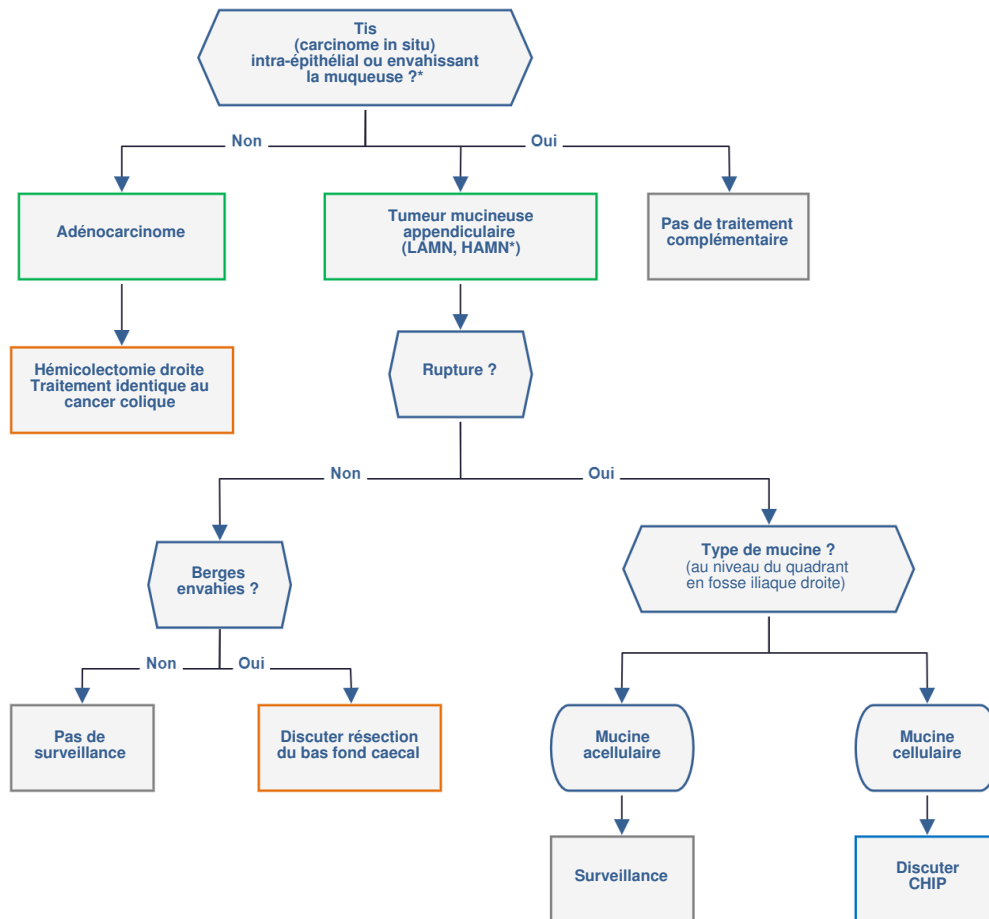 Tis
(carcinome in situ)
intra-épithélial ou envahissant
la muqueuse ?*
Non
Oui
Adénocarcinome
Tumeur mucineuse
appendiculaire
(LAMN, HAMN*)
Pas de traitement
complémentaire
Hémicolectomie droite
Traitement identique au
cancer colique
Rupture ?
Non
Oui
Berges
envahies ?
Type de mucine ?
(au niveau du quadrant
en fosse iliaque droite)
Non
Oui
Pas de
surveillance
Discuter résection
du bas fond caecal
Mucine
acellulaire
Mucine
cellulaire
Surveillance
Discuter
CHIP